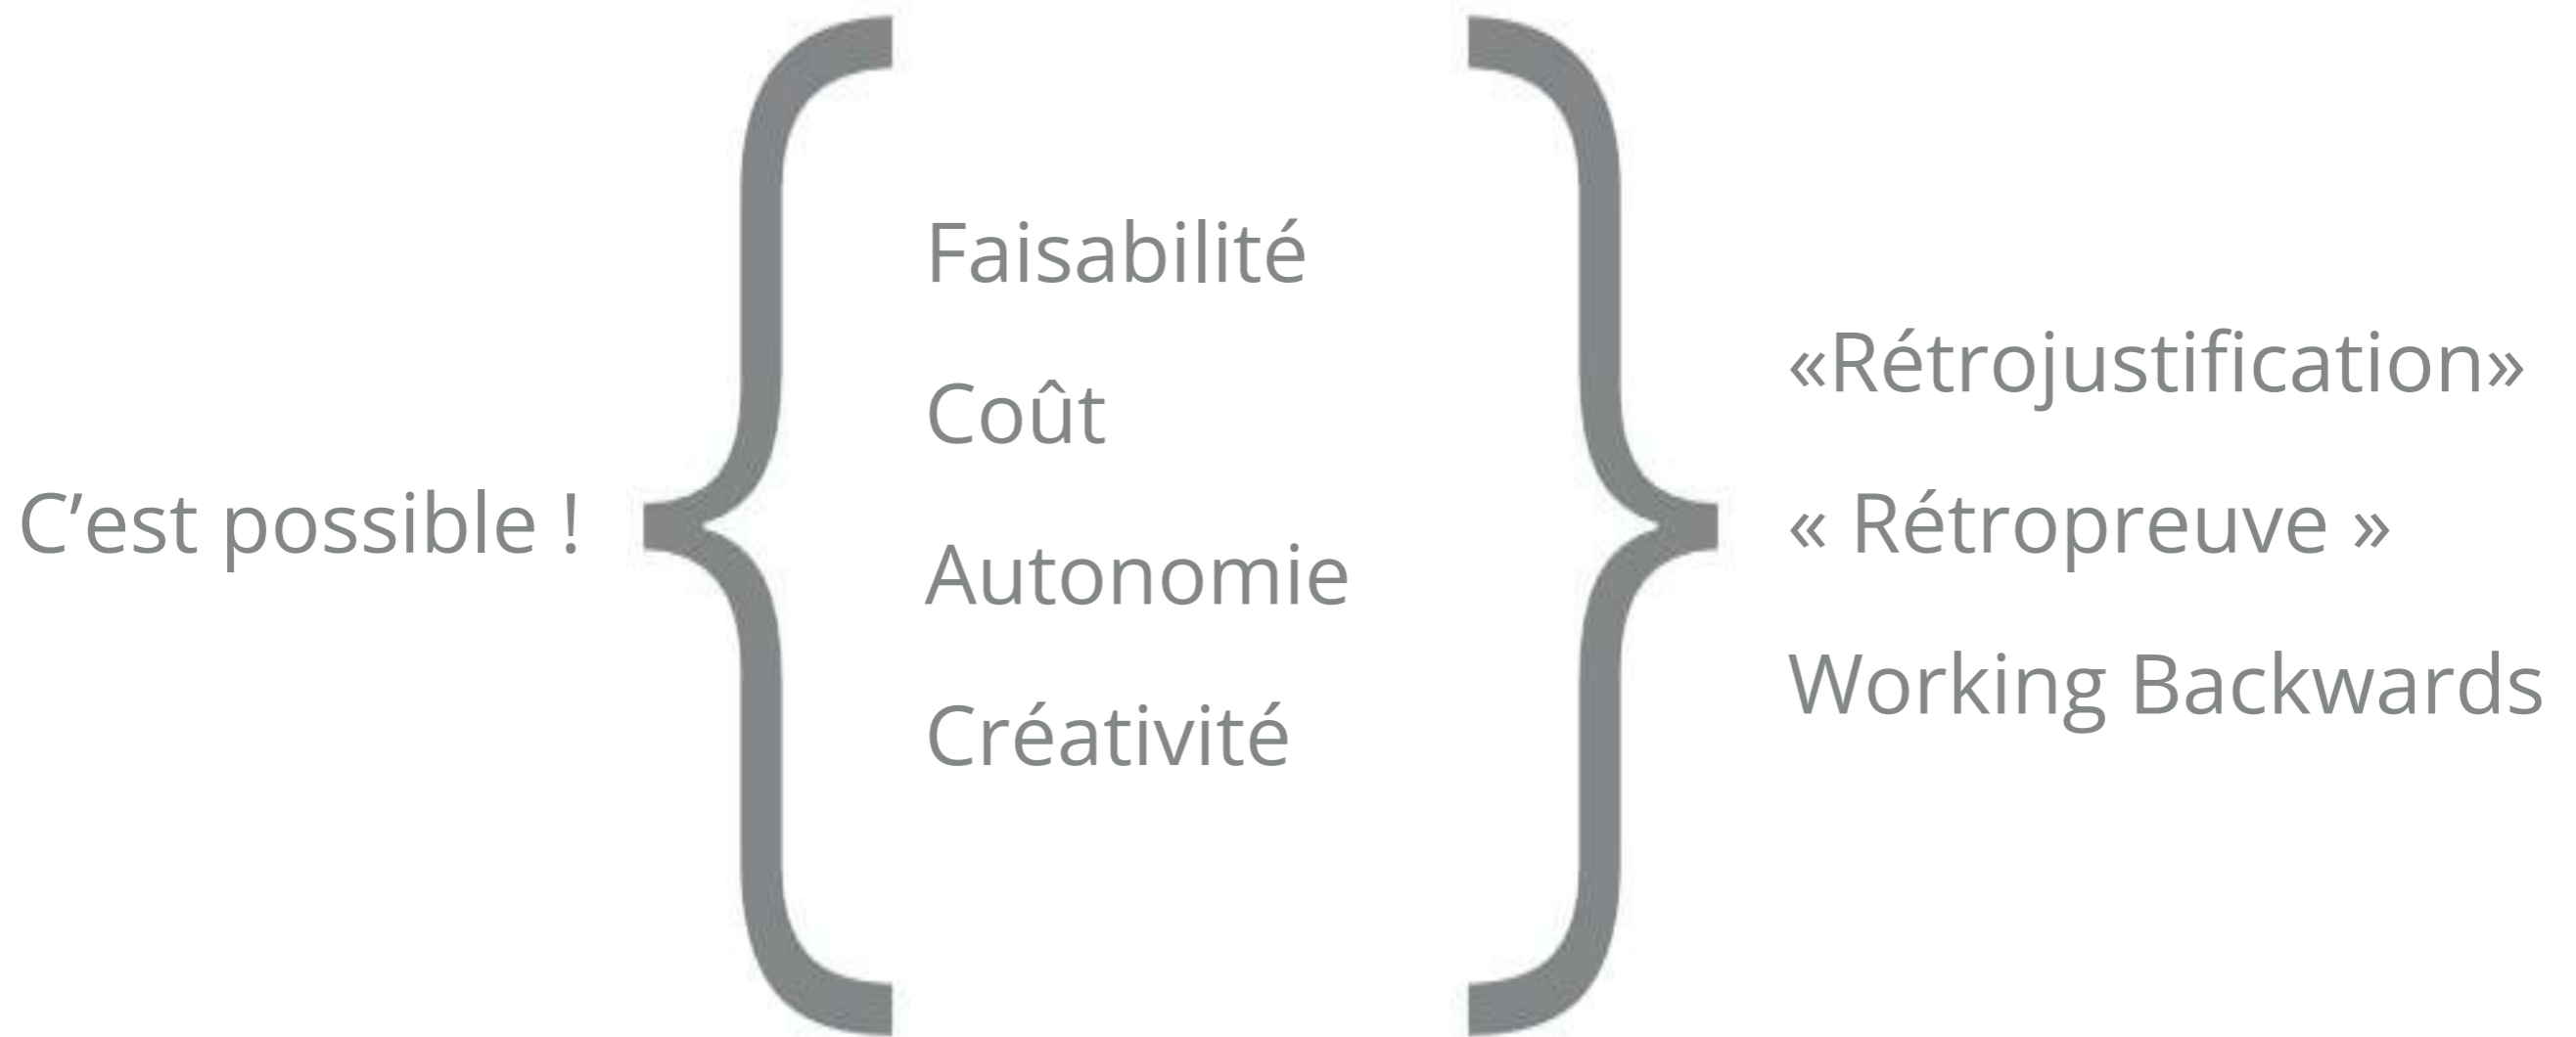 C’est possible !
Faisabilité
Coût
Autonomie
Créativité
«Rétrojustification»
« Rétropreuve »
Working Backwards